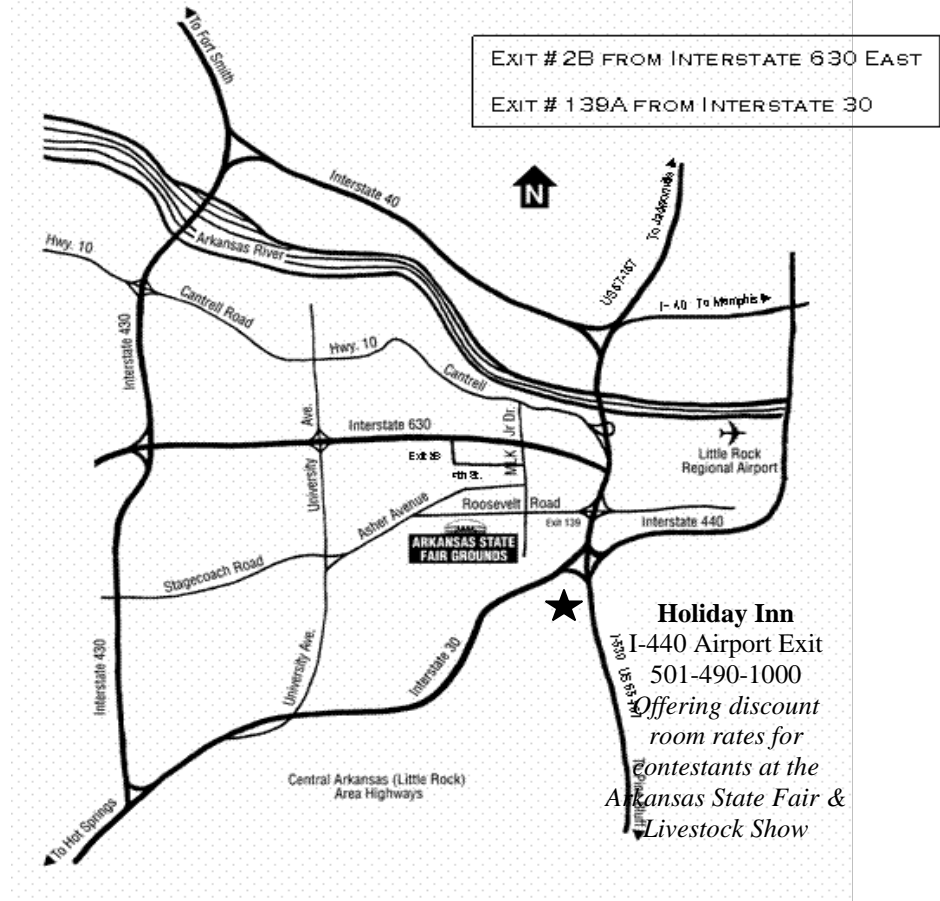 To Fort Smith
EXIT # 2B FROM INTERSTATE 630 EAST
EXIT # 139A FROM INTERSTATE 30
N
Interstate 40
To Jacksonville
US 67-167
I-40 To Memphis
Arkansas River
Hwy. 10
Cantrell Road
Interstate 430
Hwy. 10
Cantrell
University Ave.
Interstate 630
MLK Jr Dr.
Exit 2B
Little Rock
Regional Airport
Asher Avenue
Roosevelt Road
Exit 139
Interstate 440
ARKANSAS STATE
FAIR GROUNDS
Stagecoach Road
Interstate 430
University Ave.
Interstate 30
Holiday Inn
I-440 Airport Exit
501-490-1000
Offering discount
room rates for
contestants at the
Arkansas State Fair &
Livestock Show
I-530 US 65-
Central Arkansas (Little Rock)
Area Highways
To Hot Springs